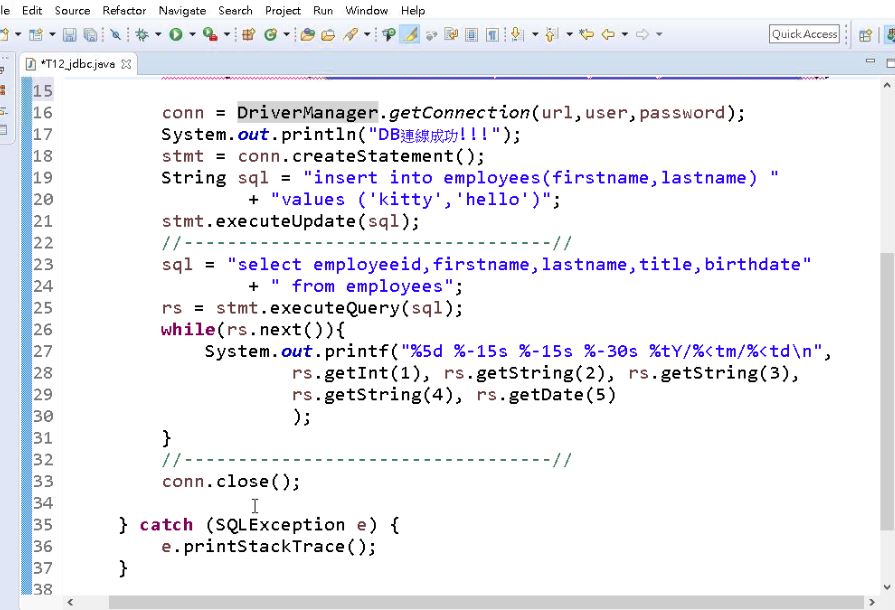 le Edit Source Refactor Navigate Search Project Run Window Help
Quick Access
*T12_jdbc.java
15
16 conn = DriverManager.getConnection(url,user,password);
17 System.out.println("DB連線成功!!!");
18 stmt = conn.createStatement();
19 String sql = "insert into employees(firstname,lastname) "
20 + "values ('kitty','hello')";
21 stmt.executeUpdate(sql);
22 //----------------------------------//
23 sql = "select employeeid,firstname,lastname,title,birthdate"
24 + " from employees";
25 rs = stmt.executeQuery(sql);
26 while(rs.next()){
27 System.out.printf("%5d %-15s %-15s %-30s %tY/%<tm/%<td\n",
28 rs.getInt(1), rs.getString(2), rs.getString(3),
29 rs.getString(4), rs.getDate(5)
30 );
31 }
32 //----------------------------------//
33 conn.close();
34
35 } catch (SQLException e) {
36 e.printStackTrace();
37 }
38